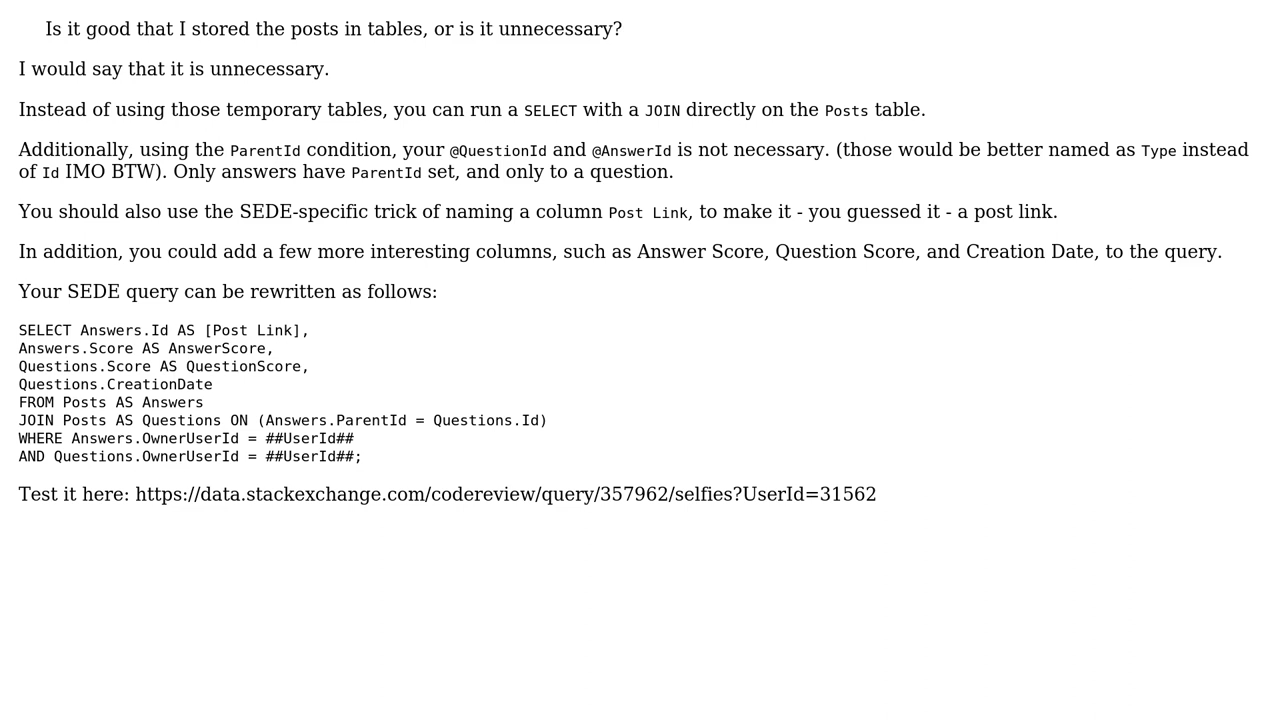 Is it good that I stored the posts in tables, or is it unnecessary?
I would say that it is unnecessary.
Instead of using those temporary tables, you can run a SELECT with a JOIN directly on the Posts table.
Additionally, using the ParentId condition, your @QuestionId and @AnswerId is not necessary. (those would be better named as Type instead
of Id IMO BTW). Only answers have ParentId set, and only to a question.
You should also use the SEDE-specific trick of naming a column Post Link, to make it - you guessed it - a post link.
In addition, you could add a few more interesting columns, such as Answer Score, Question Score, and Creation Date, to the query.
Your SEDE query can be rewritten as follows:
SELECT Answers.Id AS [Post Link],
Answers.Score AS AnswerScore,
Questions.Score AS QuestionScore,
Questions.CreationDate
FROM Posts AS Answers
JOIN Posts AS Questions ON (Answers.ParentId = Questions.Id)
WHERE Answers.OwnerUserId = ##UserId##
AND Questions.OwnerUserId = ##UserId##;
Test it here: https://data.stackexchange.com/codereview/query/357962/selfies?UserId=31562